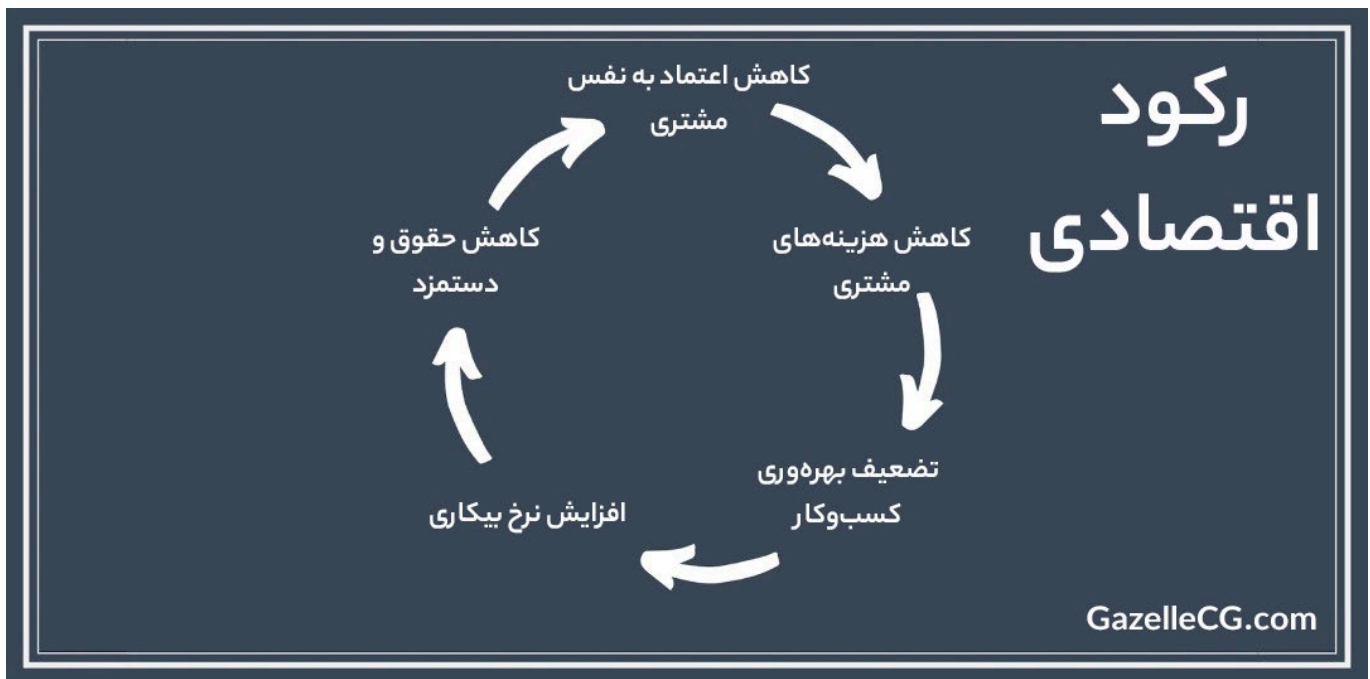 رکود
اقتصادی
کاهش اعتماد به نفس
مشتری
کاهش هزینه‌های
مشتری
تضعیف بهره‌وری
کسب‌وکار
افزایش نرخ بیکاری
کاهش حقوق و
دستمزد
GazelleCG.com